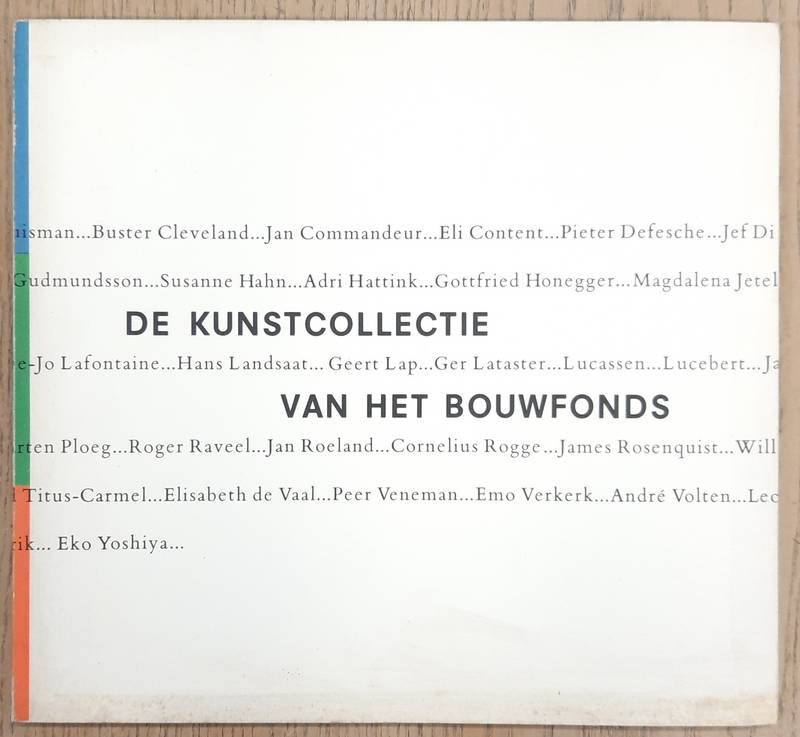 isman...Buster Cleveland...Jan Commandeur...Eli Content...Pieter Defesche...Jef Di
Gudmundsson...Susanne Hahn...Adri Hattink...Gottfried Honegger...Magdalena Jetel
DE KUNSTCOLLECTIE
e-Jo Lafontaine...Hans Landsaat... Geert Lap...Ger Lataster...Lucassen...Lucebert...Ja
VAN HET BOUWFONDS
rten Ploeg...Roger Raveel...Jan Roeland...Cornelius Rogge...James Rosenquist...Will
l Titus-Carmel...Elisabeth de Vaal...Peer Veneman...Emo Verkerk...André Volten...Lec
rik... Eko Yoshiya...